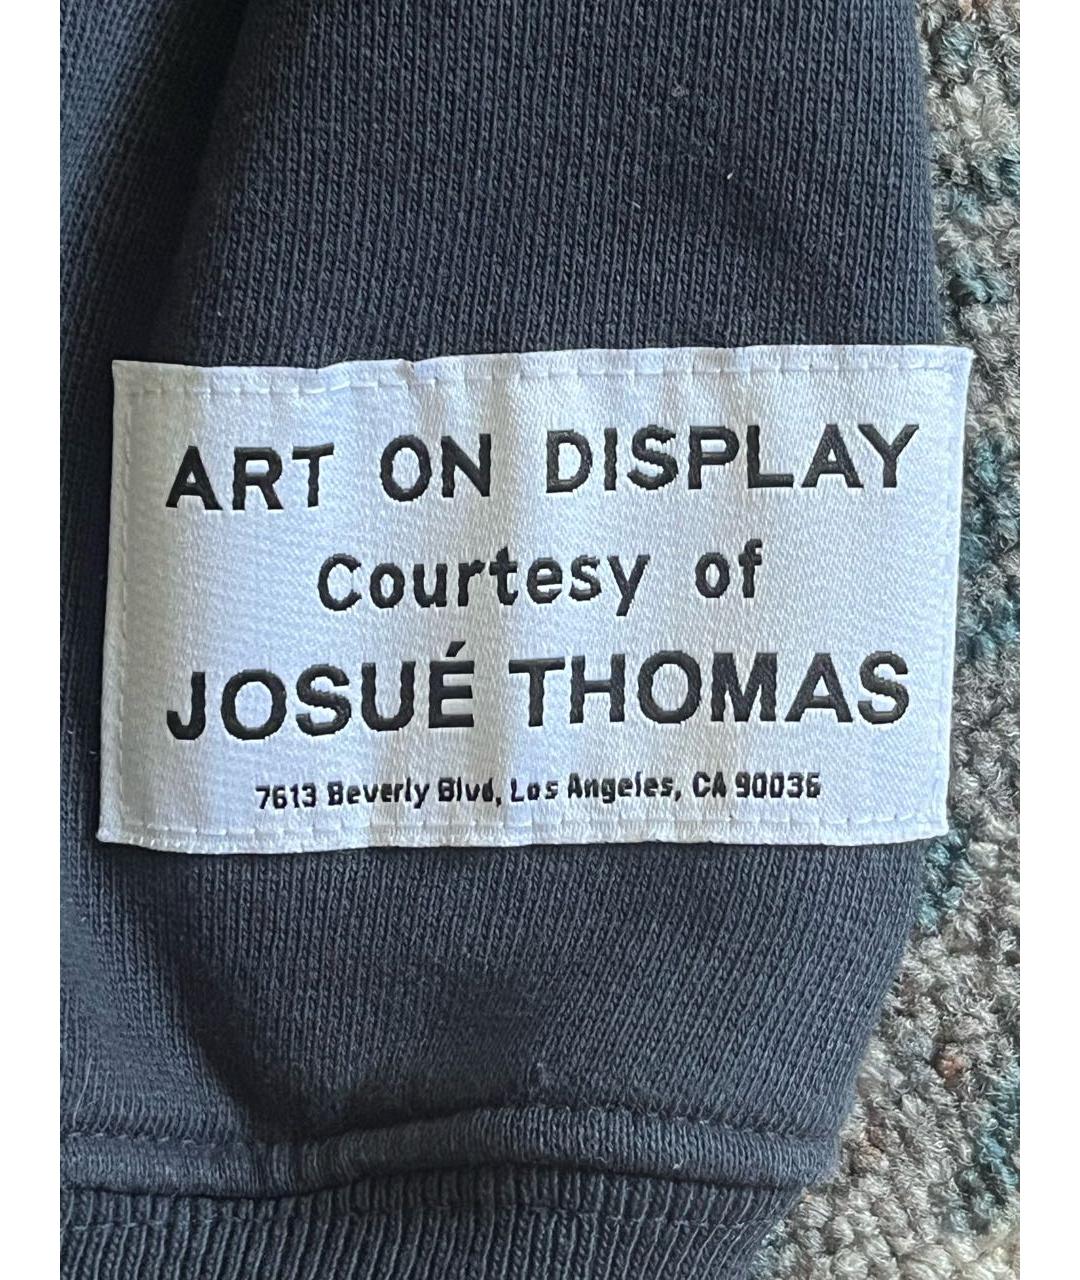 ART ON DISPLAY
Courtesy of
JOSUÉ THOMAS
7613 Beverly Blvd, Los Angeles, CA 90036